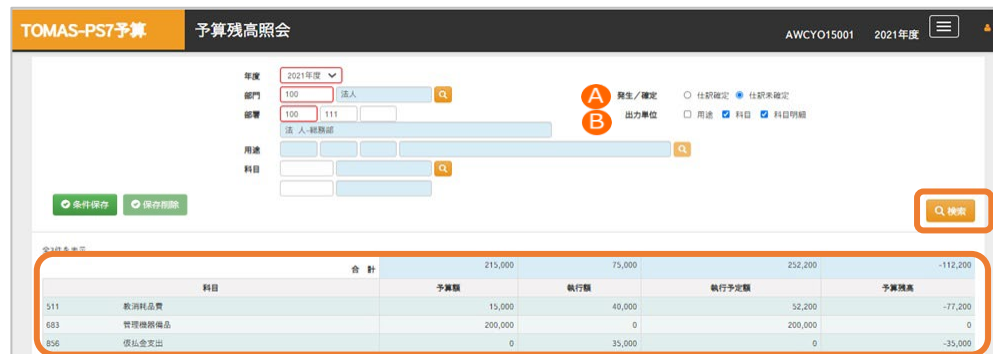 TOMAS-PS7予算 予算残高照会 AWCYO15001 2021年度
年度 2021年度
部門 100 法人 A 発生／確定 仕訳確定 仕訳未確定
部署 100 111 B 出力単位 用途 科目 科目明細
法 人-総務部
用途
科目
条件保存 保存削除 検索
全3件を表示
合 計 215,000 75,000 252,200 -112,200
科目 予算額 執行額 執行予定額 予算残高
511 教消耗品費 15,000 40,000 52,200 -77,200
683 管理機器備品 200,000 0 200,000 0
856 仮払金支出 0 35,000 0 -35,000